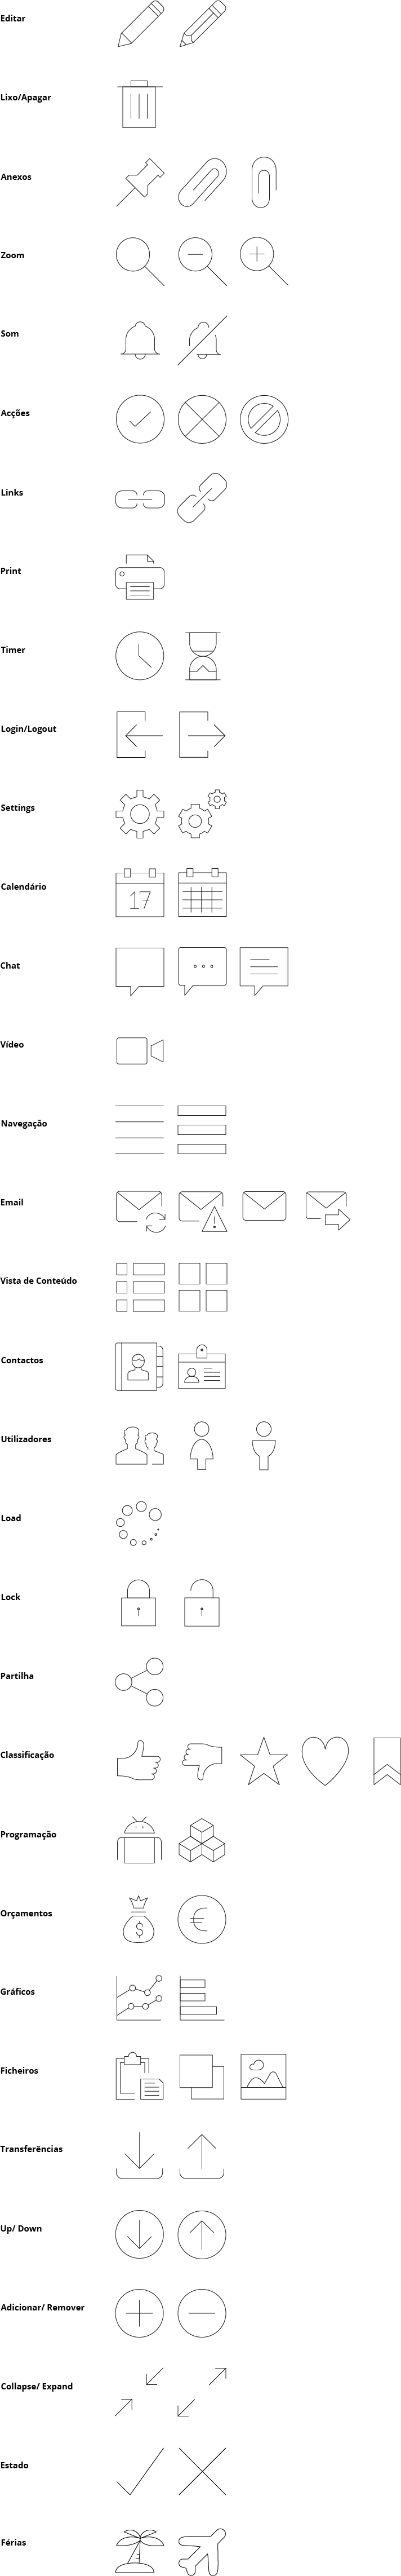 Editar
Lixo/Apagar
Anexos
Zoom
Som
Acções
Links
Print
Timer
Login/Logout
Settings
Calendário
17
Chat
Vídeo
Navegação
Email
Vista de Conteúdo
Contactos
Utilizadores
Load
Lock
Partilha
Classificação
Programação
Orçamentos
$ €
Gráficos
Ficheiros
Transferências
Up/ Down
Adicionar/ Remover
Collapse/ Expand
Estado
Férias